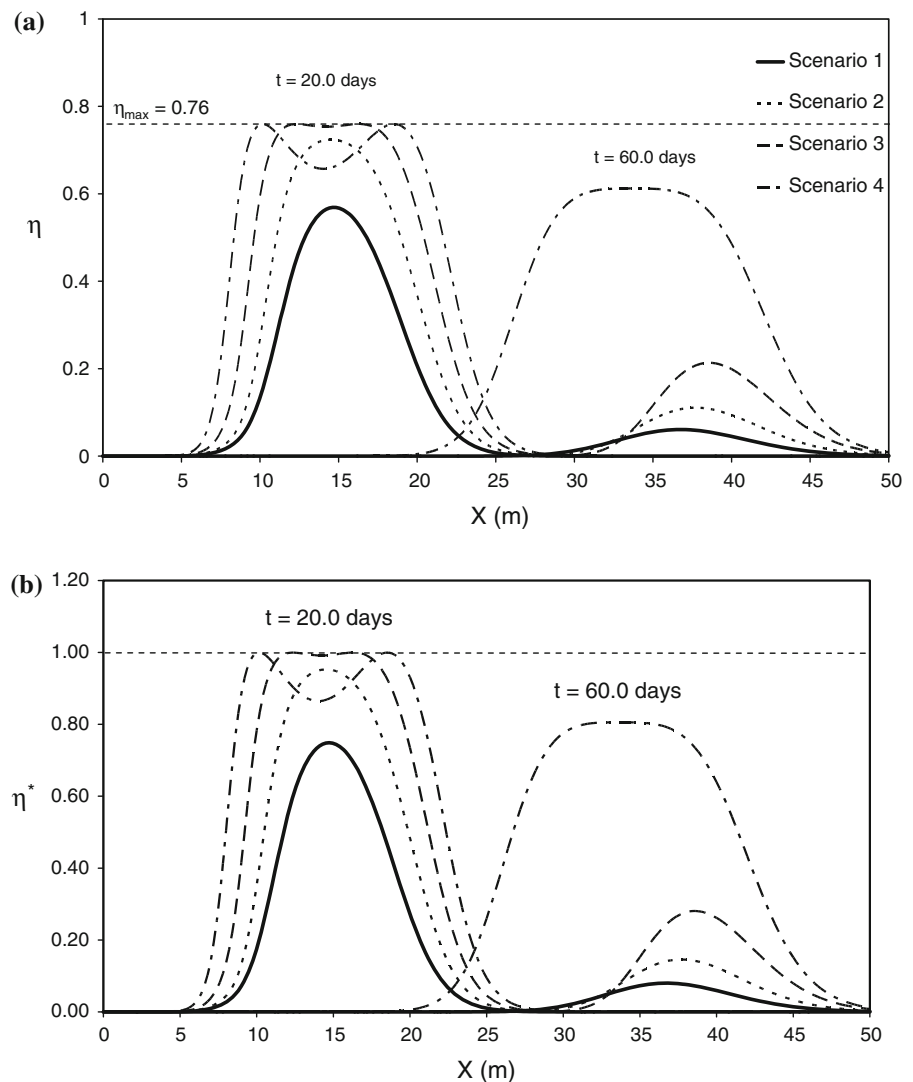 (a)
1
0.8
0.6
0.4
0.2
0
η
ηmax = 0.76
t = 20.0 days
t = 60.0 days
Scenario 1
Scenario 2
Scenario 3
Scenario 4
0 5 10 15 20 25 30 35 40 45 50
X (m)
(b)
1.20
1.00
0.80
0.60
0.40
0.20
0.00
η*
t = 20.0 days
t = 60.0 days
0 5 10 15 20 25 30 35 40 45 50
X (m)